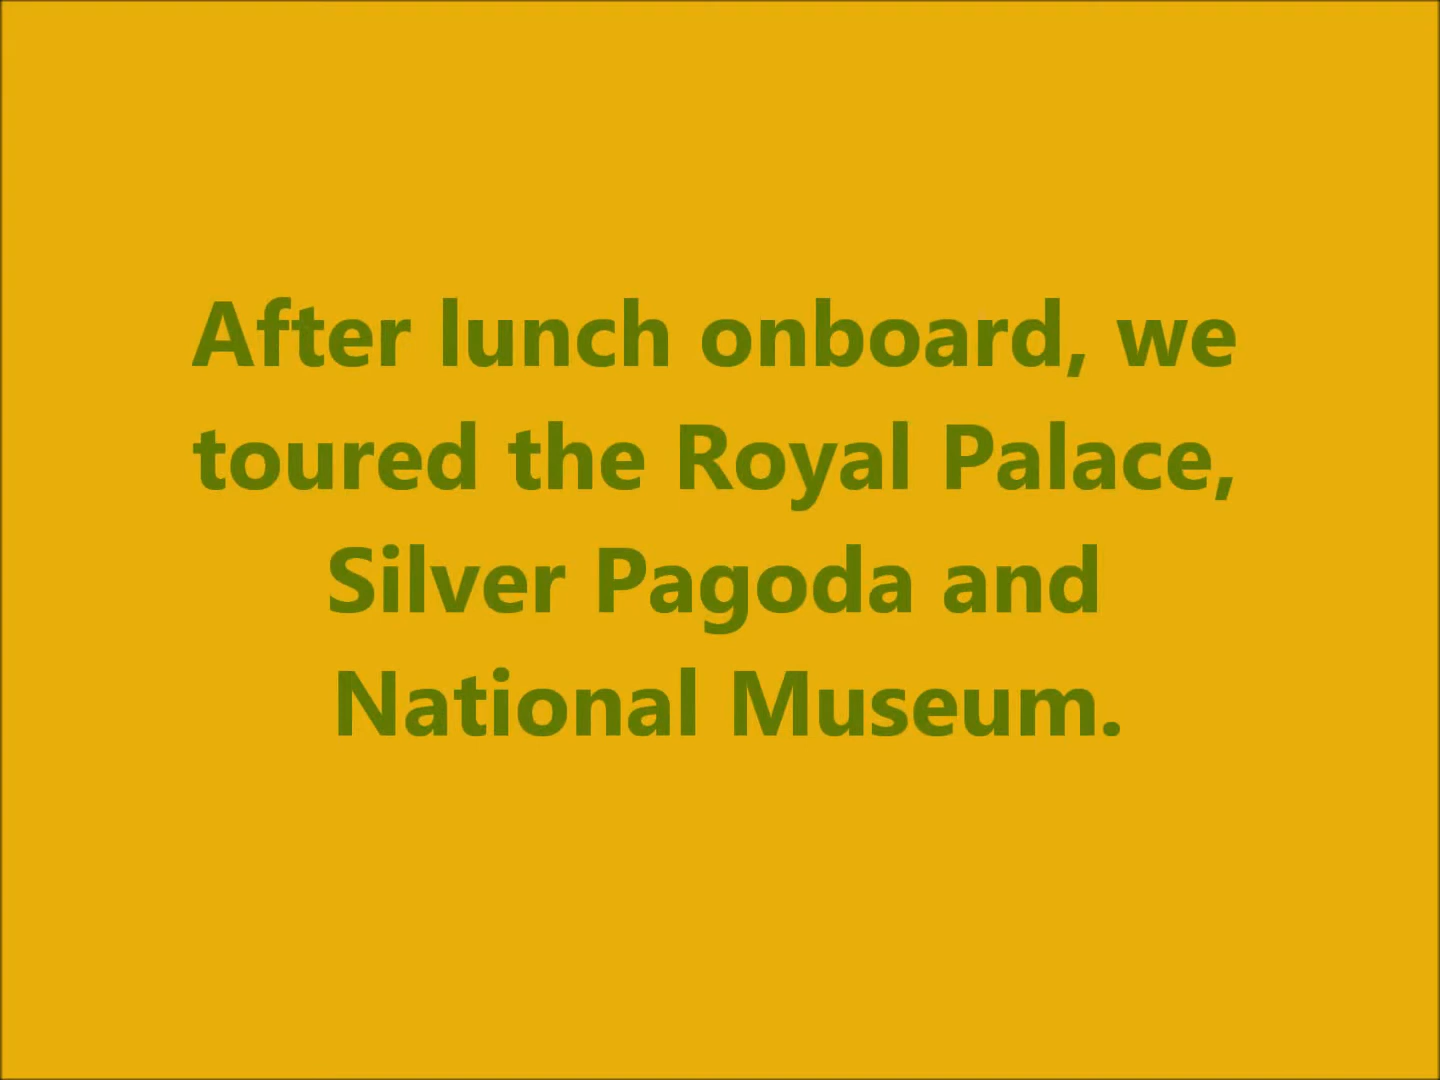 After lunch onboard, we
toured the Royal Palace,
Silver Pagoda and
National Museum.